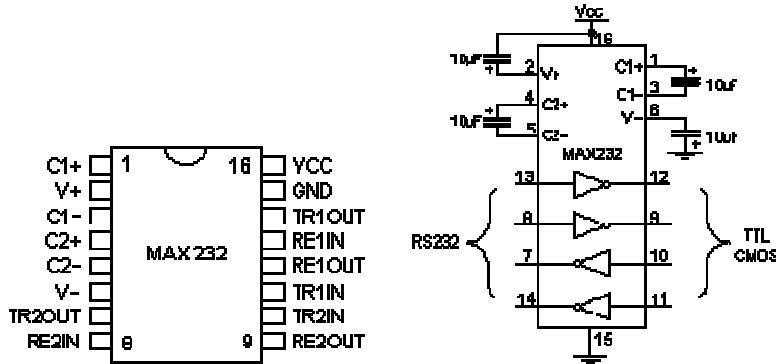 C1+ 1 16 VCC
V+ GND
C1- TR1OUT
C2+ RE1IN
MAX 232
C2- RE1OUT
V- TR1IN
TR2OUT TR2IN
RE2IN 8 9 RE2OUT
Vcc
16
10uF + 2 V+
C1+ 1 + 10uF
C1- 3
10uF + 4 C2+
5 C2-
V- 6
10uF +
MAX232
13 12
8 9
7 10
14 11
RS232
TTL
CMOS
15